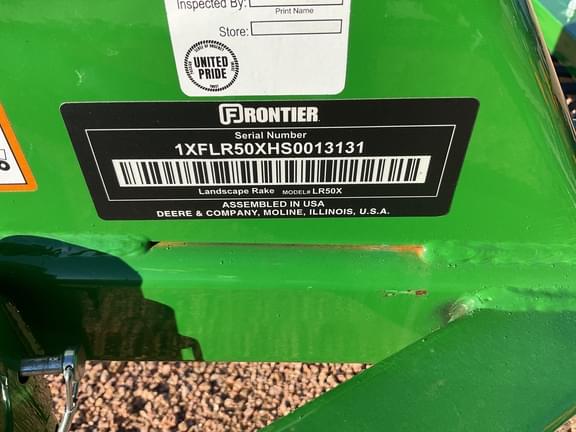 Inspected By:
Print Name
Store:
UNITED
PRIDE
FRONTIER
Serial Number
1XFLR50XHS0013131
Landscape Rake MODEL# LR50X
ASSEMBLED IN USA
DEERE & COMPANY, MOLINE, ILLINOIS, U.S.A.